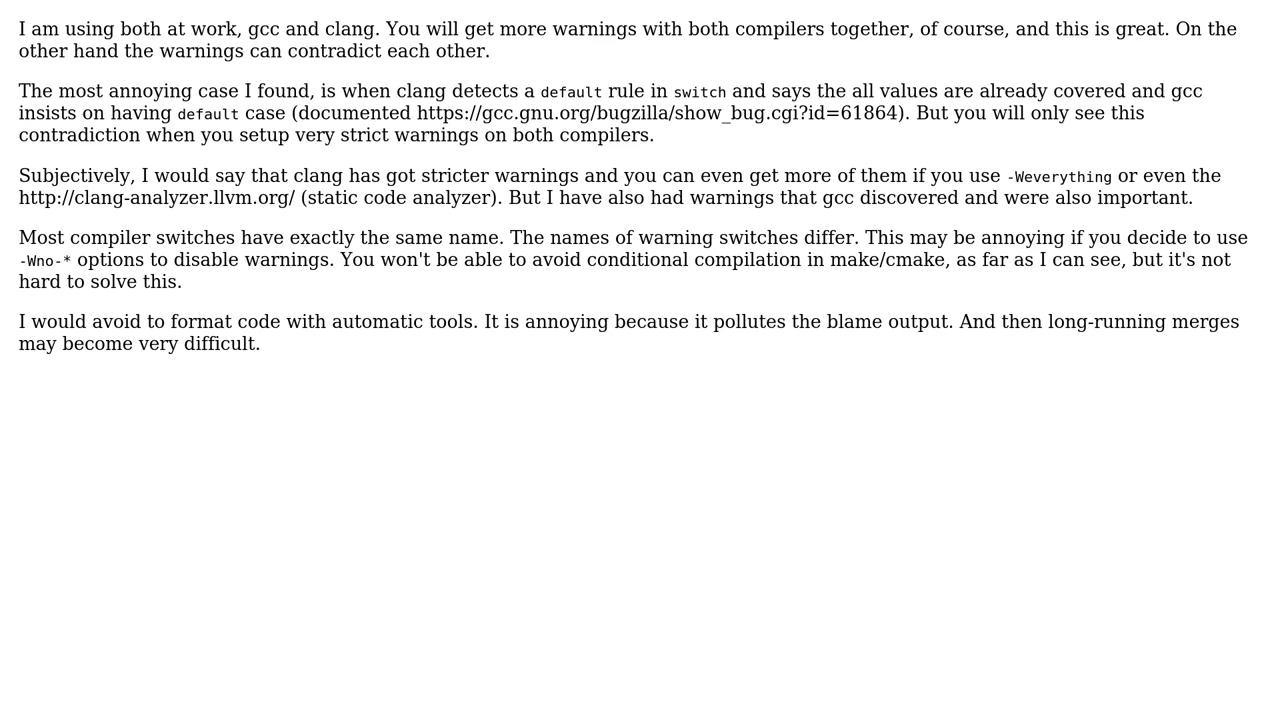 I am using both at work, gcc and clang. You will get more warnings with both compilers together, of course, and this is great. On the
other hand the warnings can contradict each other.
The most annoying case I found, is when clang detects a default rule in switch and says the all values are already covered and gcc
insists on having default case (documented https://gcc.gnu.org/bugzilla/show_bug.cgi?id=61864). But you will only see this
contradiction when you setup very strict warnings on both compilers.
Subjectively, I would say that clang has got stricter warnings and you can even get more of them if you use -Weverything or even the
http://clang-analyzer.llvm.org/ (static code analyzer). But I have also had warnings that gcc discovered and were also important.
Most compiler switches have exactly the same name. The names of warning switches differ. This may be annoying if you decide to use
-Wno-* options to disable warnings. You won't be able to avoid conditional compilation in make/cmake, as far as I can see, but it's not
hard to solve this.
I would avoid to format code with automatic tools. It is annoying because it pollutes the blame output. And then long-running merges
may become very difficult.